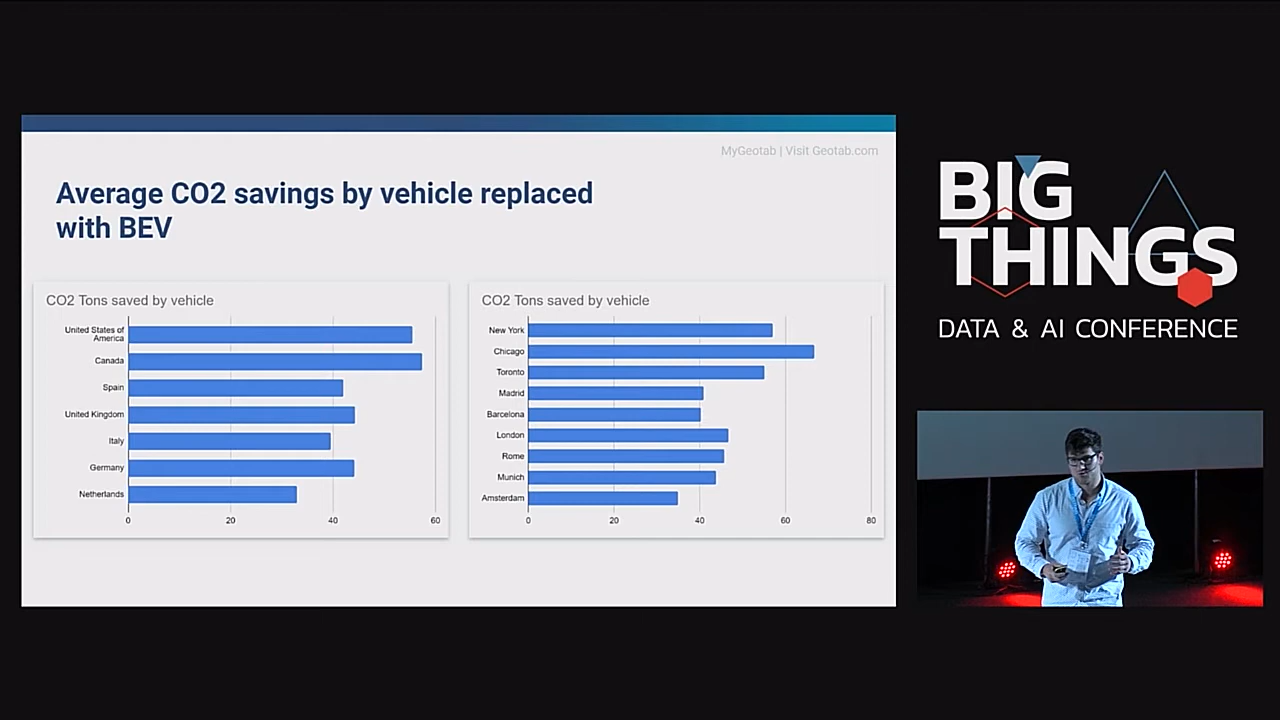 MyGeotab | Visit Geotab.com
Average CO2 savings by vehicle replaced
with BEV
CO2 Tons saved by vehicle
United States of
America
Canada
Spain
United Kingdom
Italy
Germany
Netherlands
0 20 40 60
CO2 Tons saved by vehicle
New York
Chicago
Toronto
Madrid
Barcelona
London
Rome
Munich
Amsterdam
0 20 40 60 80
BIG
THINGS
DATA & AI CONFERENCE